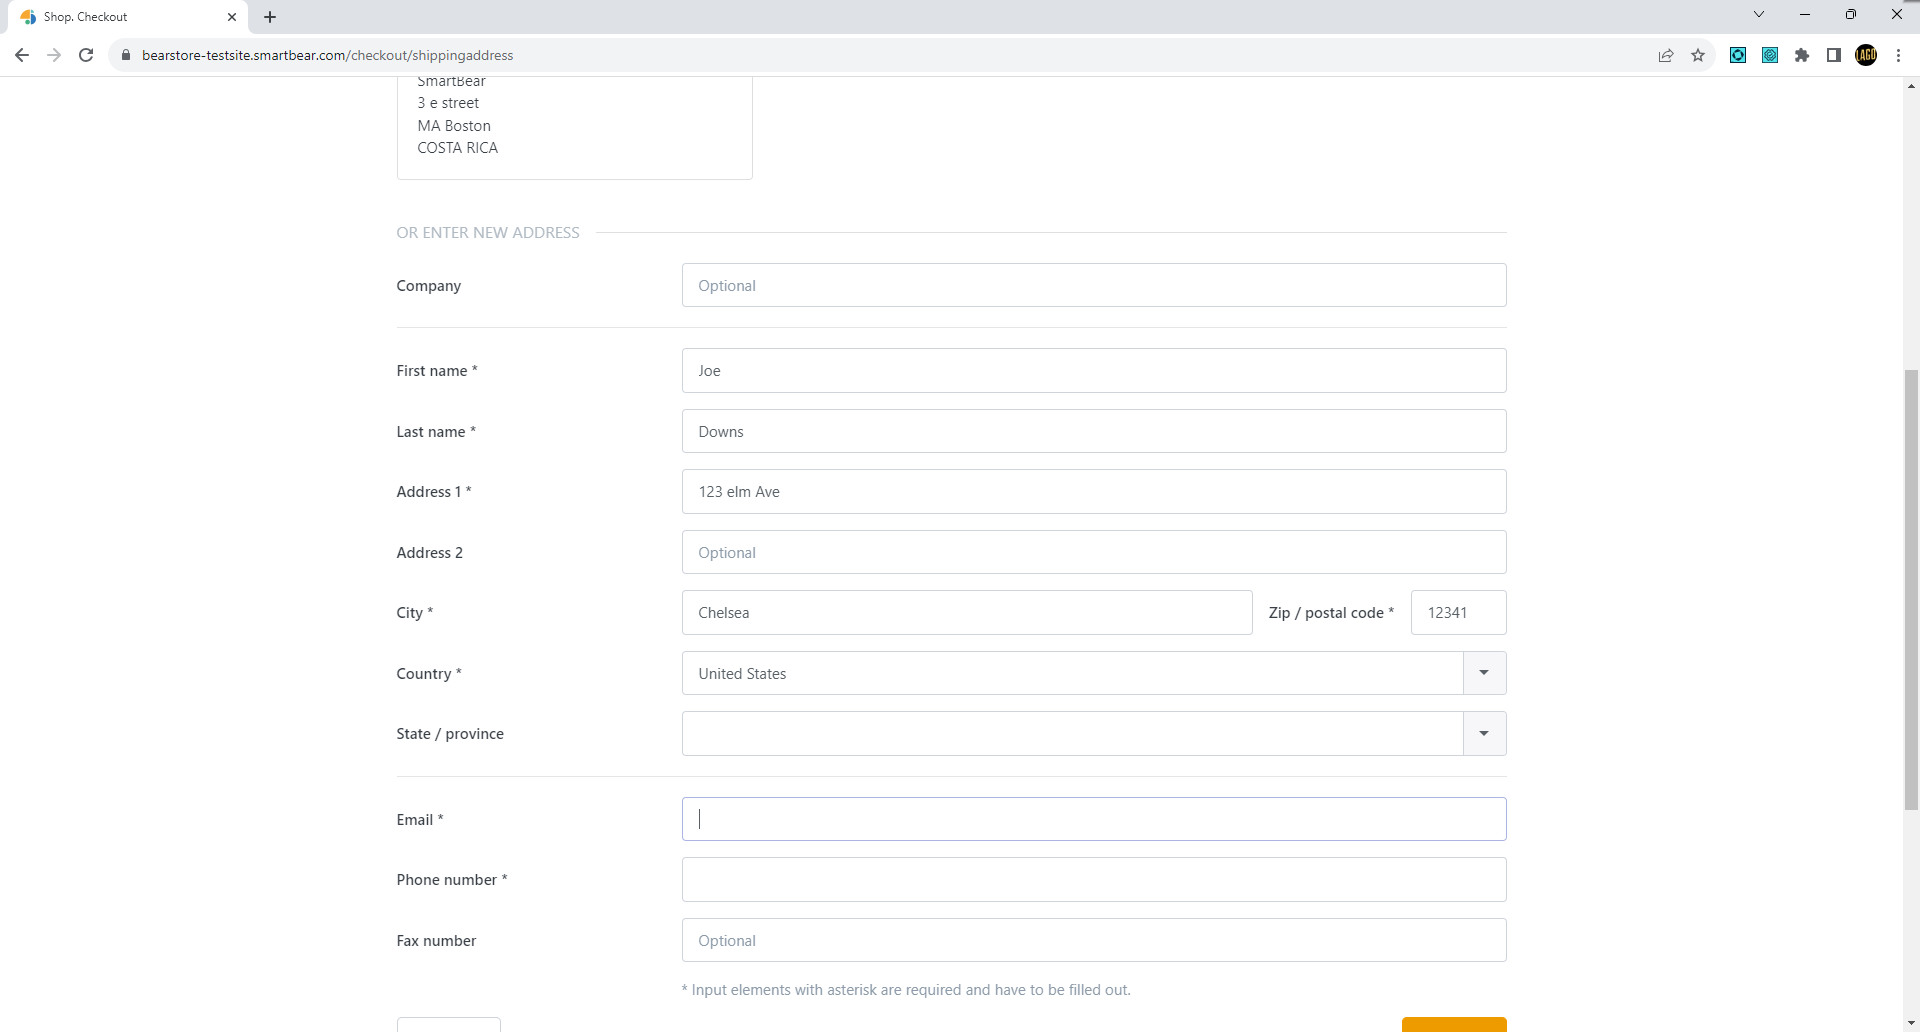 Shop. Checkout
bearstore-testsite.smartbear.com/checkout/shippingaddress
LAGO
SmartBear
3 e street
MA Boston
COSTA RICA
OR ENTER NEW ADDRESS
Company Optional
First name * Joe
Last name * Downs
Address 1 * 123 elm Ave
Address 2 Optional
City * Chelsea Zip / postal code * 12341
Country * United States
State / province
Email *
Phone number *
Fax number Optional
* Input elements with asterisk are required and have to be filled out.